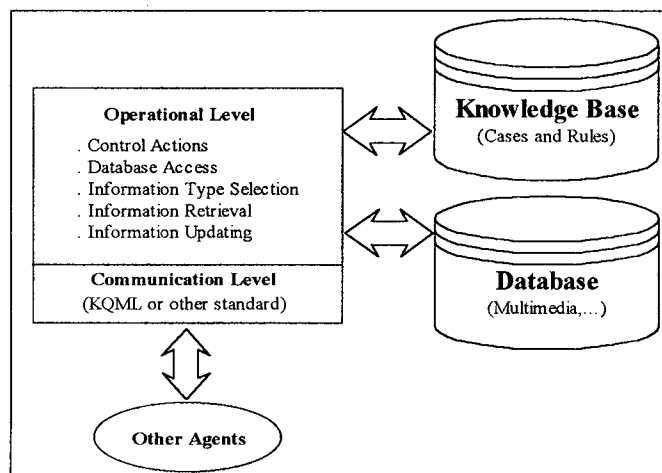 Operational Level
. Control Actions
. Database Access
. Information Type Selection
. Information Retrieval
. Information Updating
Communication Level
(KQML or other standard)
Knowledge Base
(Cases and Rules)
Database
(Multimedia,...)
Other Agents